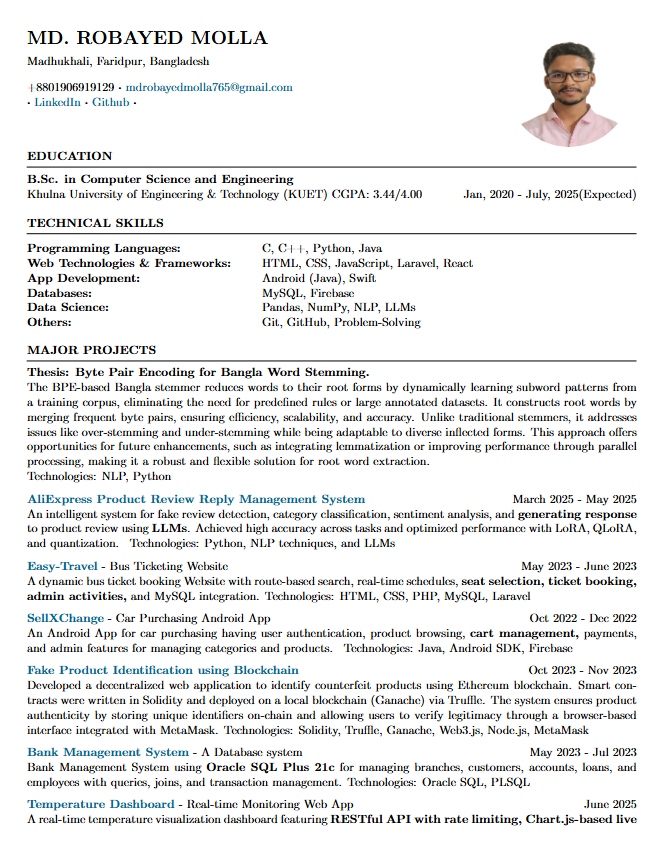 MD. ROBAYED MOLLA
Madhukhali, Faridpur, Bangladesh
+8801906919129 · mdrobayedmolla765@gmail.com
· LinkedIn · Github ·
EDUCATION
B.Sc. in Computer Science and Engineering
Khulna University of Engineering & Technology (KUET) CGPA: 3.44/4.00 Jan, 2020 - July, 2025(Expected)
TECHNICAL SKILLS
Programming Languages: C, C++, Python, Java
Web Technologies & Frameworks: HTML, CSS, JavaScript, Laravel, React
App Development: Android (Java), Swift
Databases: MySQL, Firebase
Data Science: Pandas, NumPy, NLP, LLMs
Others: Git, GitHub, Problem-Solving
MAJOR PROJECTS
Thesis: Byte Pair Encoding for Bangla Word Stemming.
The BPE-based Bangla stemmer reduces words to their root forms by dynamically learning subword patterns from
a training corpus, eliminating the need for predefined rules or large annotated datasets. It constructs root words by
merging frequent byte pairs, ensuring efficiency, scalability, and accuracy. Unlike traditional stemmers, it addresses
issues like over-stemming and under-stemming while being adaptable to diverse inflected forms. This approach offers
opportunities for future enhancements, such as integrating lemmatization or improving performance through parallel
processing, making it a robust and flexible solution for root word extraction.
Technologies: NLP, Python
AliExpress Product Review Reply Management System March 2025 - May 2025
An intelligent system for fake review detection, category classification, sentiment analysis, and generating response
to product review using LLMs. Achieved high accuracy across tasks and optimized performance with LoRA, QLoRA,
and quantization. Technologies: Python, NLP techniques, and LLMs
Easy-Travel - Bus Ticketing Website May 2023 - June 2023
A dynamic bus ticket booking Website with route-based search, real-time schedules, seat selection, ticket booking,
admin activities, and MySQL integration. Technologies: HTML, CSS, PHP, MySQL, Laravel
SellXChange - Car Purchasing Android App Oct 2022 - Dec 2022
An Android App for car purchasing having user authentication, product browsing, cart management, payments,
and admin features for managing categories and products. Technologies: Java, Android SDK, Firebase
Fake Product Identification using Blockchain Oct 2023 - Nov 2023
Developed a decentralized web application to identify counterfeit products using Ethereum blockchain. Smart con-
tracts were written in Solidity and deployed on a local blockchain (Ganache) via Truffle. The system ensures product
authenticity by storing unique identifiers on-chain and allowing users to verify legitimacy through a browser-based
interface integrated with MetaMask. Technologies: Solidity, Truffle, Ganache, Web3.js, Node.js, MetaMask
Bank Management System - A Database system May 2023 - Jul 2023
Bank Management System using Oracle SQL Plus 21c for managing branches, customers, accounts, loans, and
employees with queries, joins, and transaction management. Technologies: Oracle SQL, PLSQL
Temperature Dashboard - Real-time Monitoring Web App June 2025
A real-time temperature visualization dashboard featuring RESTful API with rate limiting, Chart.js-based live